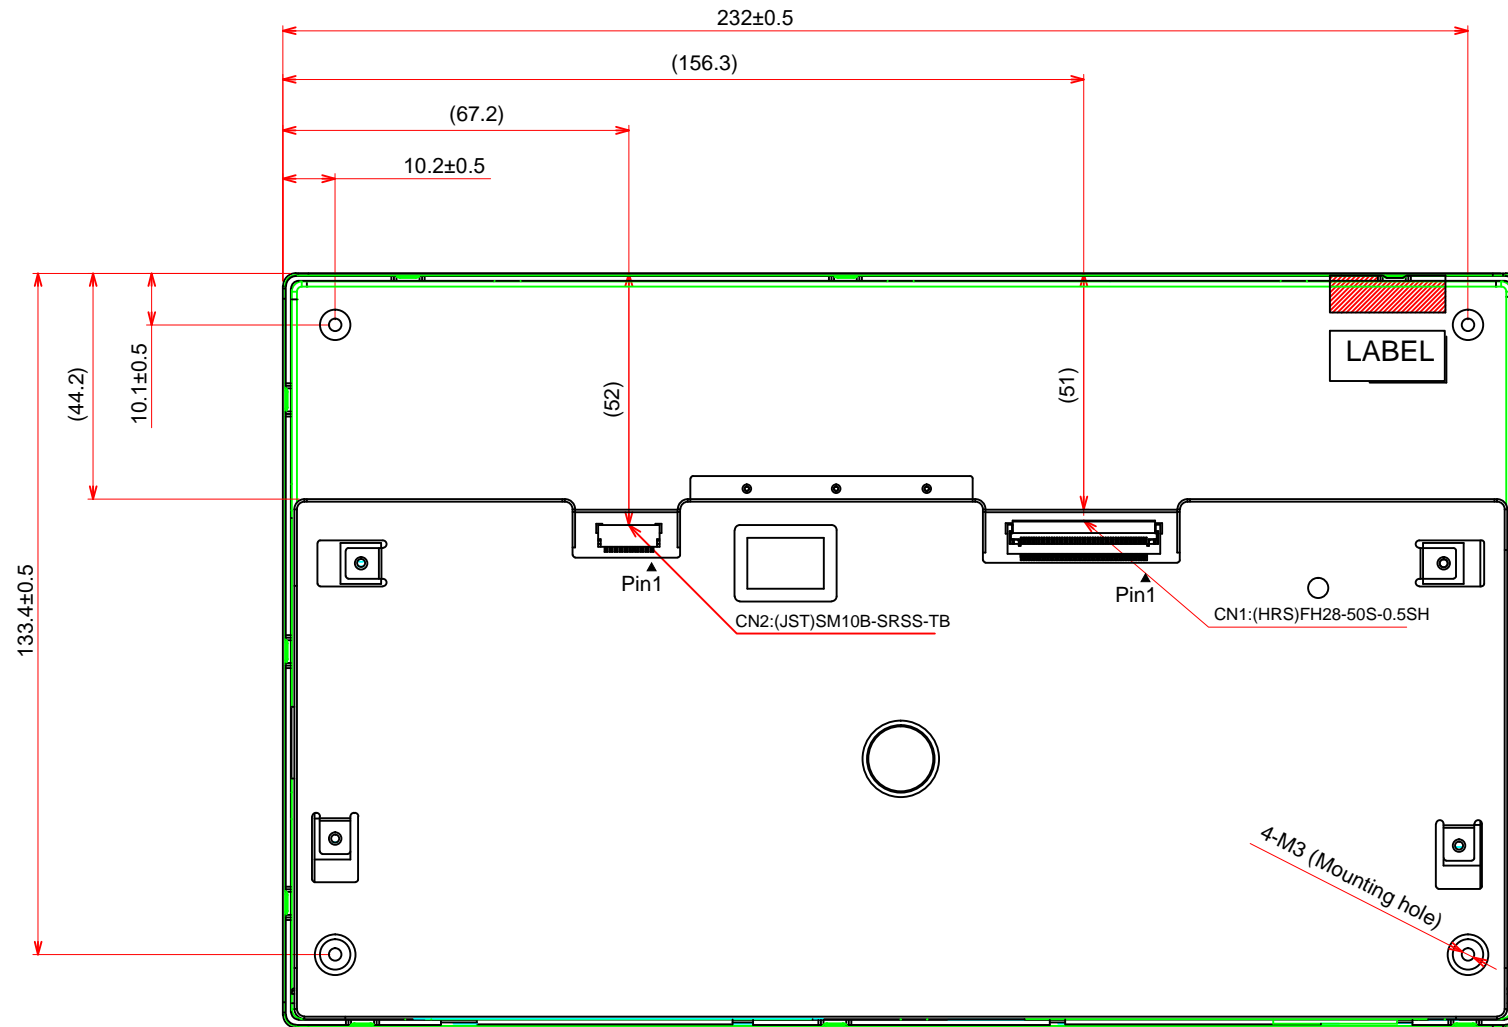 232±0.5
(156.3)
(67.2)
10.2±0.5
LABEL
10.1±0.5
(44.2)
(52)
(51)
133.4±0.5
Pin1
Pin1
CN2:(JST)SM10B-SRSS-TB
CN1:(HRS)FH28-50S-0.5SH
4-M3 (Mounting hole)